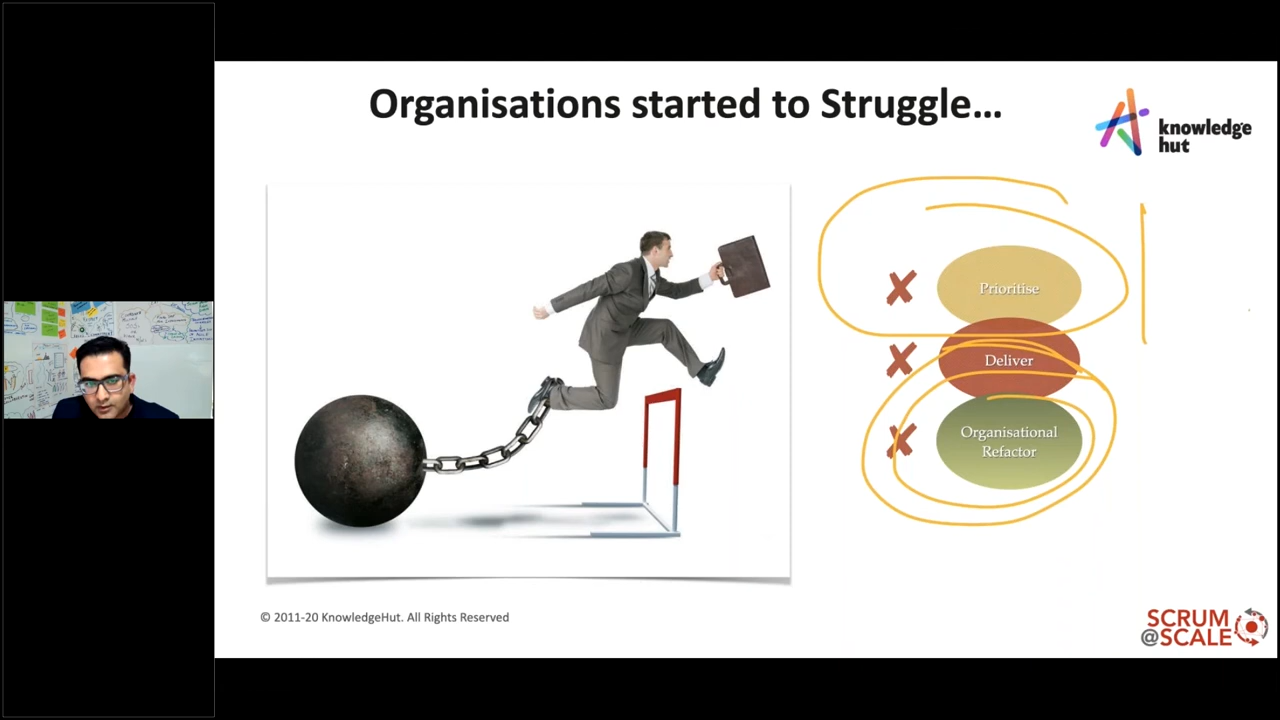 Organisations started to Struggle...
knowledge
hut
Prioritise
Deliver
Organisational
Refactor
© 2011-20 KnowledgeHut. All Rights Reserved
SCRUM
@SCALE